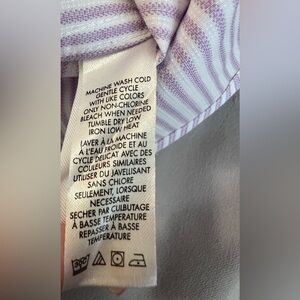 MACHINE WASH COLD
GENTLE CYCLE
WITH LIKE COLORS
ONLY NON-CHLORINE
BLEACH WHEN NEEDED
TUMBLE DRY LOW
IRON LOW HEAT
LAVER À LA MACHINE
À L'EAU FROIDE ET AU
CYCLE DÉLICAT AVEC DES
COULEURS SIMILAIRES
UTILISER DU JAVELLISANT
SANS CHLORE
SEULEMENT, LORSQUE
NÉCESSAIRE
SÉCHER PAR CULBUTAGE
À BASSE TEMPÉRATURE
REPASSER À BASSE
TEMPÉRATURE